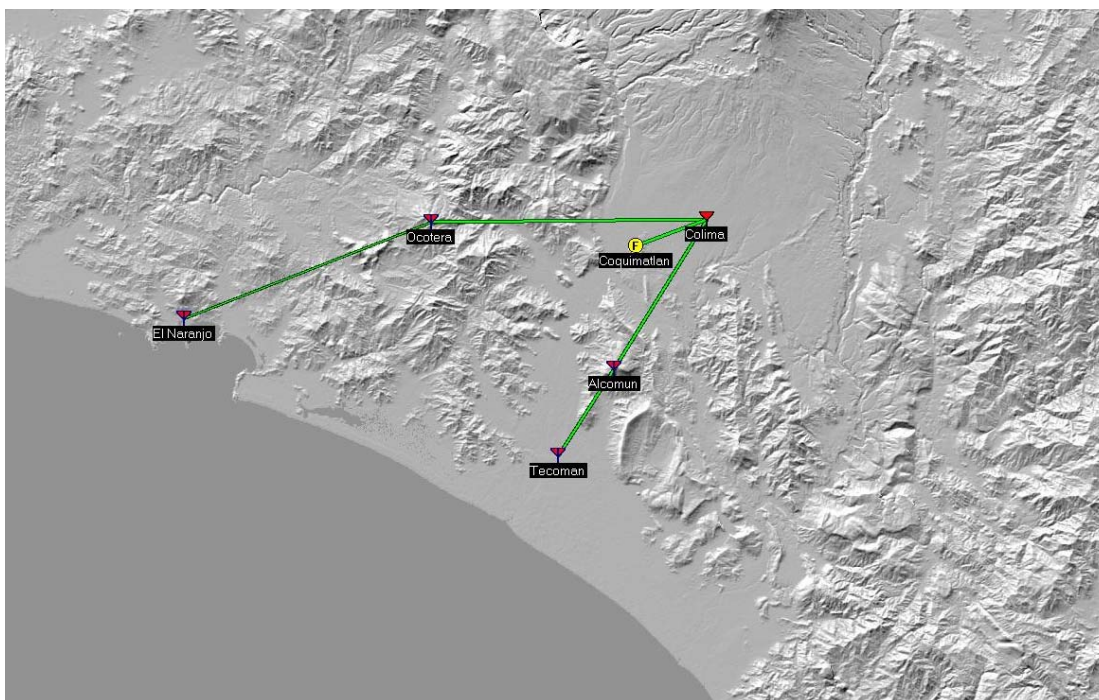 Ocotera
Colima
F
Coquimatlan
El Naranjo
Alcomun
Tecoman